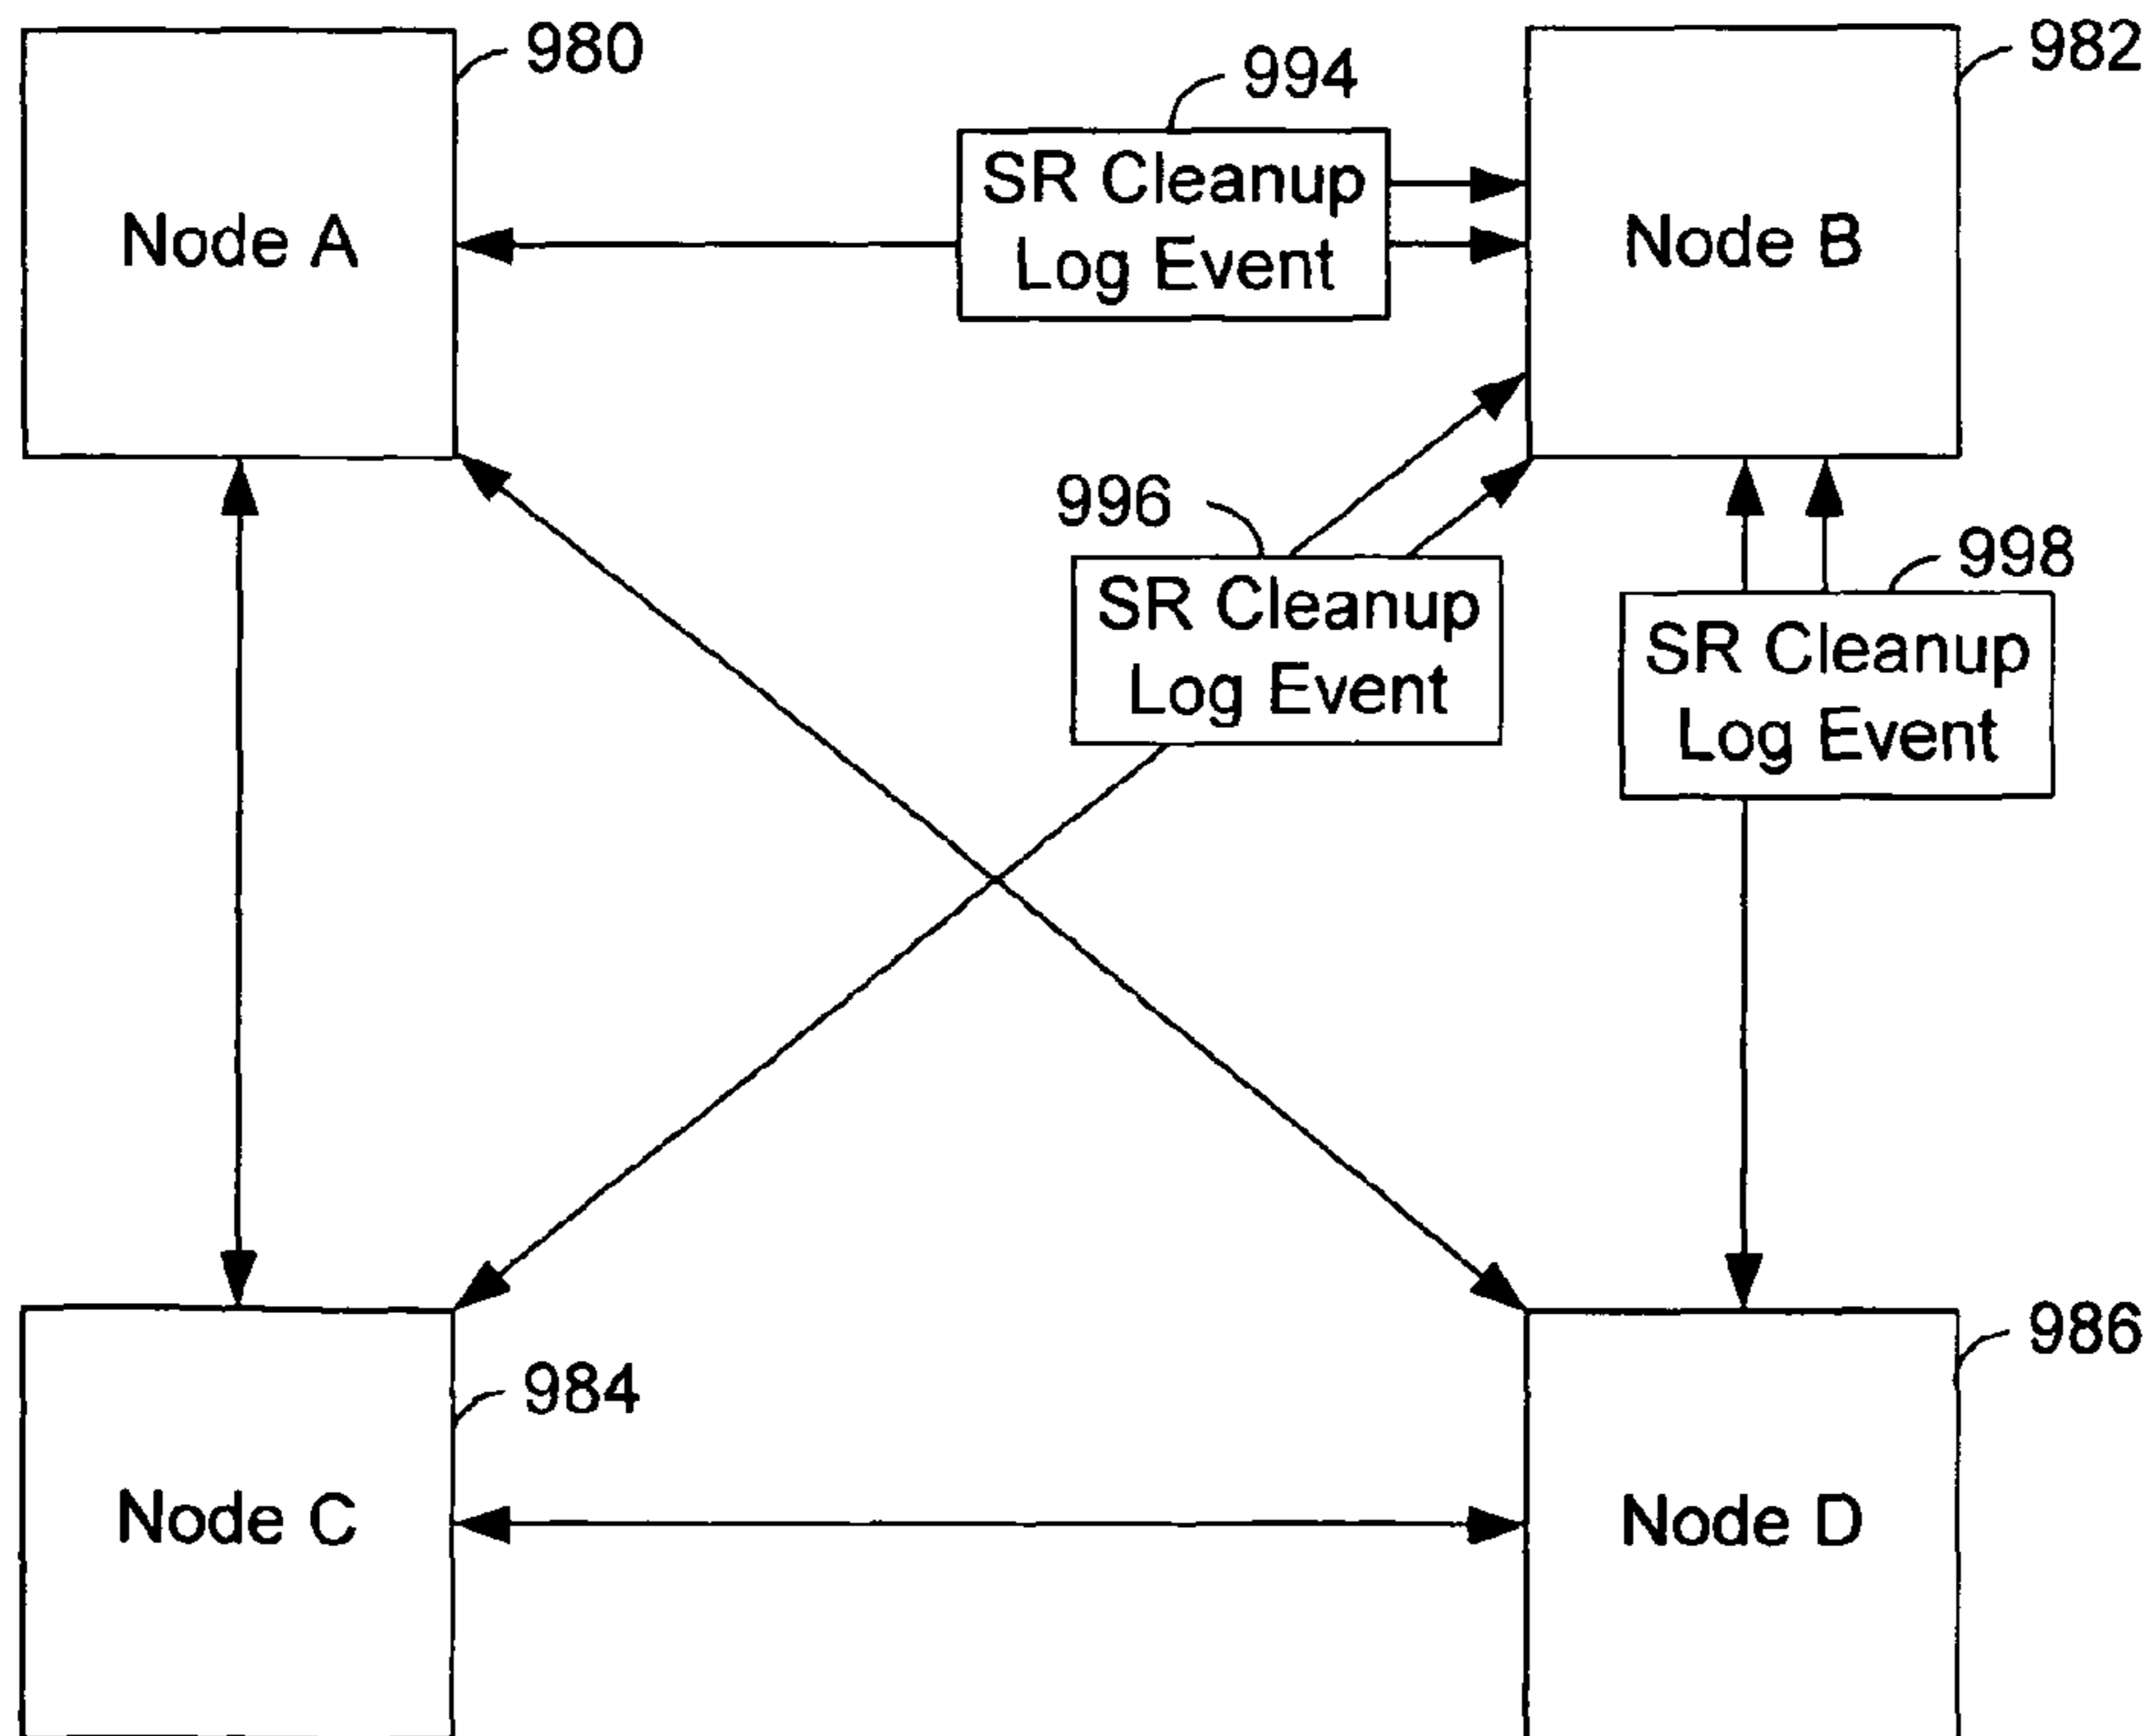 980
982
994
SR Cleanup
Log Event
Node A
Node B
996
998
SR Cleanup
Log Event
SR Cleanup
Log Event
986
984
Node C
Node D